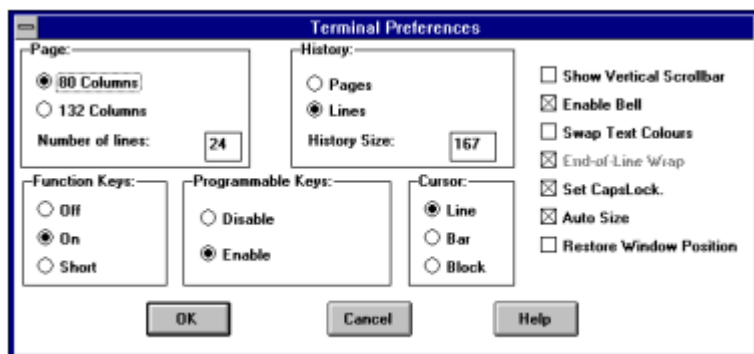 Terminal Preferences
Page:
80 Columns
132 Columns
Number of lines: 24
History:
Pages
Lines
History Size: 167
Show Vertical Scrollbar
Enable Bell
Swap Text Colours
End-of-Line Wrap
Set CapsLock.
Auto Size
Restore Window Position
Function Keys:
Off
On
Short
Programmable Keys:
Disable
Enable
Cursor:
Line
Bar
Block
OK
Cancel
Help